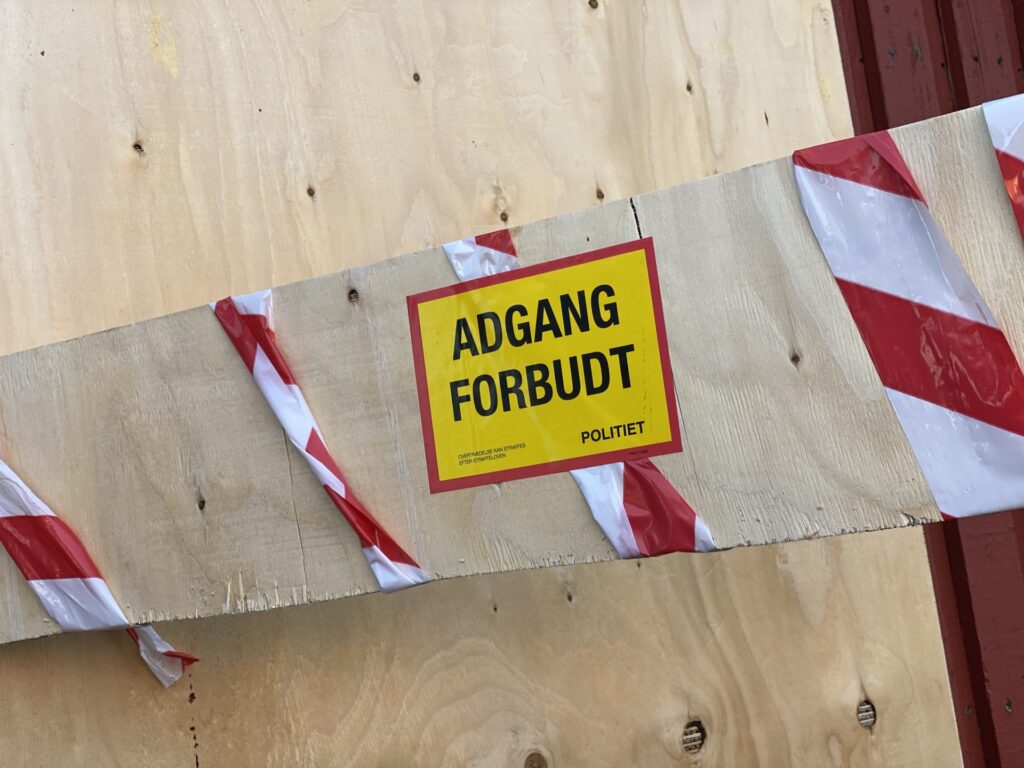 ADGANG
FORBUDT
POLITIET
OVERTRÆDELSE KAN STRAFFES
EFTER STRAFFELOVEN